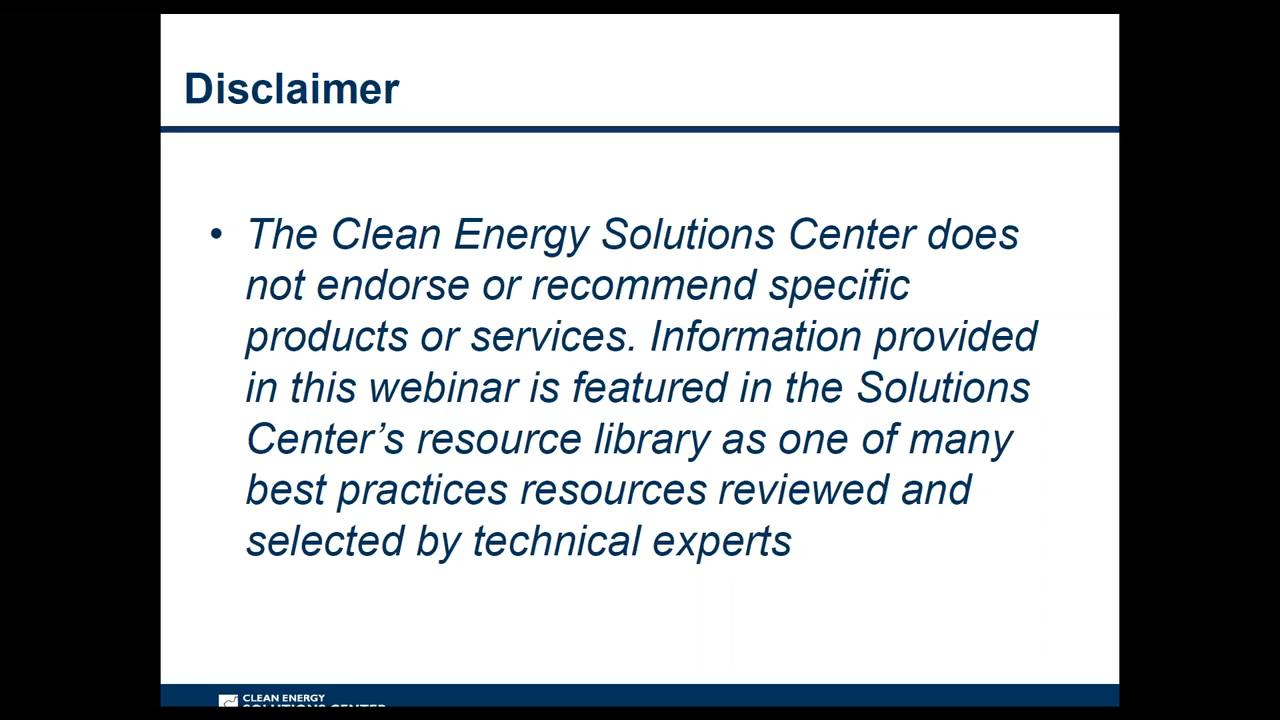 Disclaimer
• The Clean Energy Solutions Center does
not endorse or recommend specific
products or services. Information provided
in this webinar is featured in the Solutions
Center’s resource library as one of many
best practices resources reviewed and
selected by technical experts
CLEAN ENERGY
SOLUTIONS CENTER